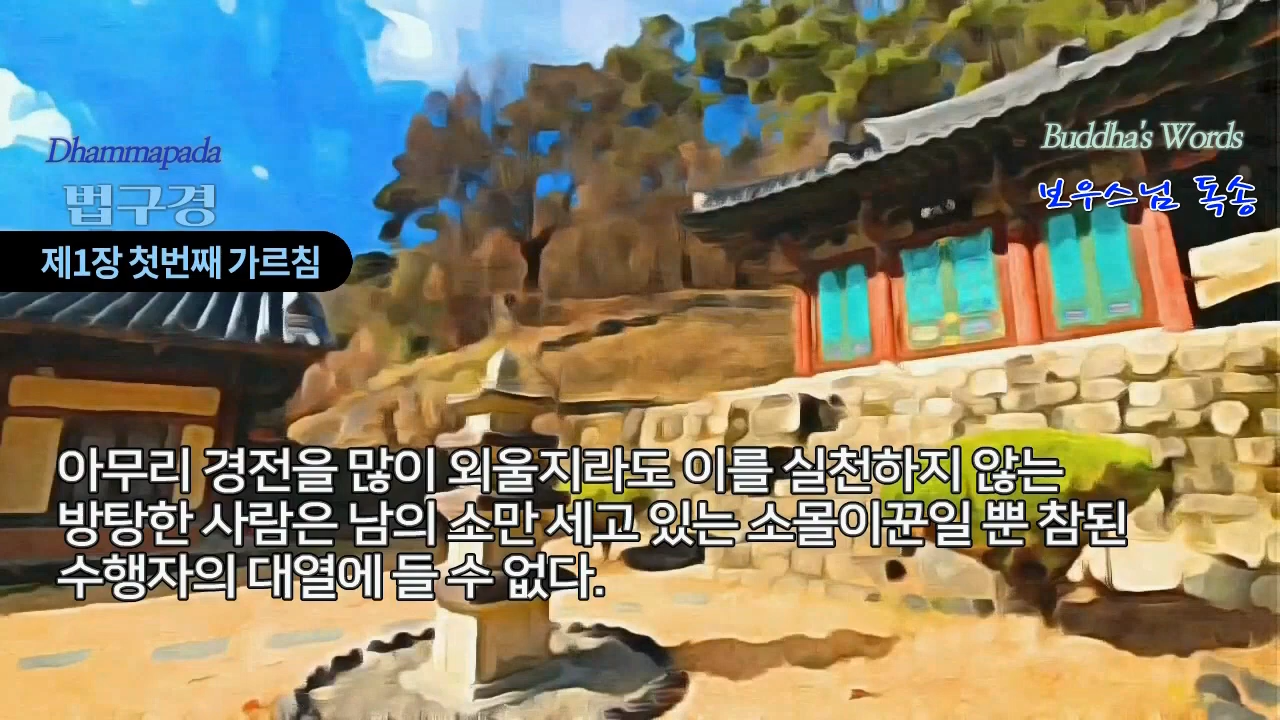 Dhammapada
법구경
제1장 첫번째 가르침
Buddha's Words
보우스님 독송
아무리 경전을 많이 외울지라도 이를 실천하지 않는
방탕한 사람은 남의 소만 세고 있는 소몰이꾼일 뿐 참된
수행자의 대열에 들 수 없다.